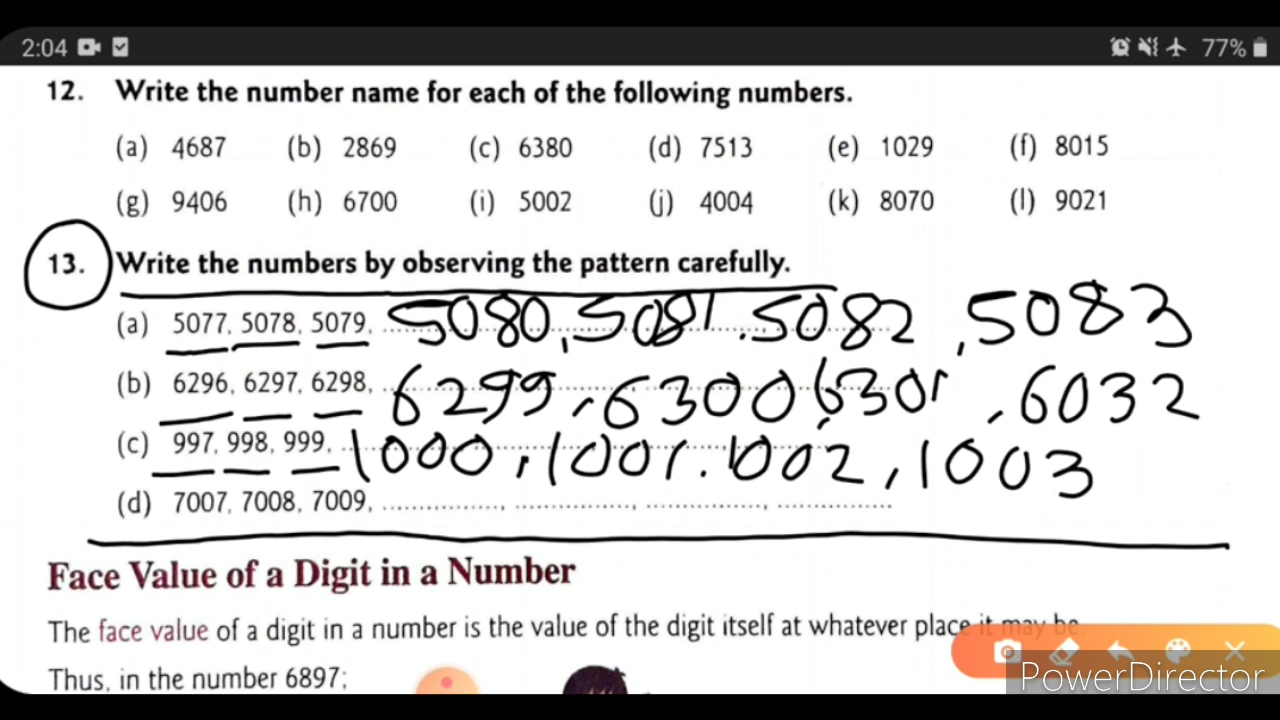 2:04 77%
12. Write the number name for each of the following numbers.
(a) 4687 (b) 2869 (c) 6380 (d) 7513 (e) 1029 (f) 8015
(g) 9406 (h) 6700 (i) 5002 (j) 4004 (k) 8070 (l) 9021
13. Write the numbers by observing the pattern carefully.
(a) 5077, 5078, 5079, 5080, 5081, 5082, 5083
(b) 6296, 6297, 6298, 6299, 6300 6301, 6032
(c) 997, 998, 999, 1000, 1001. 1002, 1003
(d) 7007, 7008, 7009, ................, ................, ................, ................
Face Value of a Digit in a Number
The face value of a digit in a number is the value of the digit itself at whatever place it may be.
Thus, in the number 6897;
PowerDirector